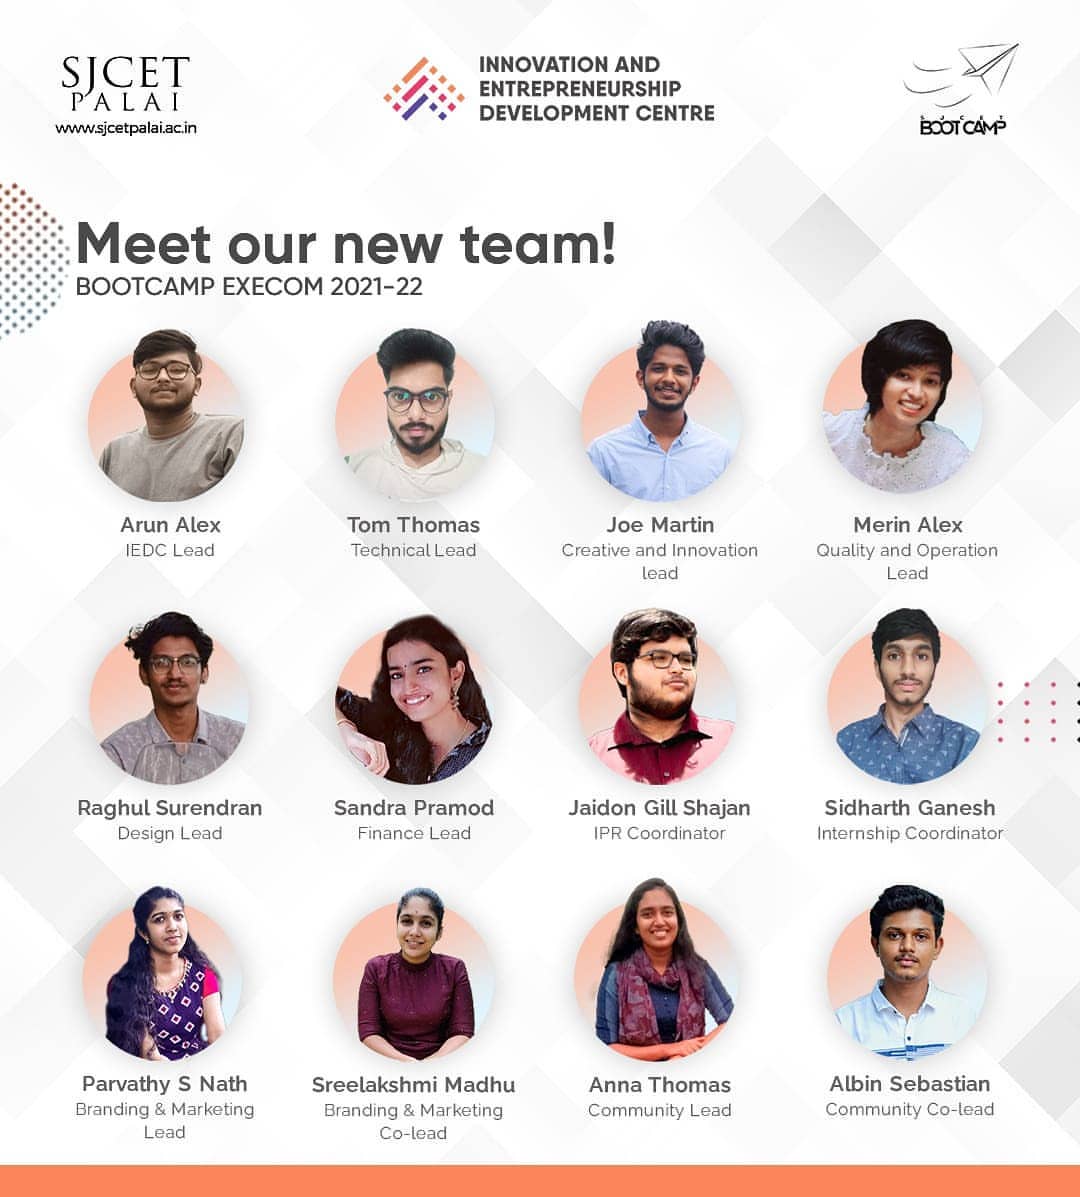 SJCET
PALAI
www.sjcetpalai.ac.in
INNOVATION AND
ENTREPRENEURSHIP
DEVELOPMENT CENTRE
SJCET
BOOTCAMP
Meet our new team!
BOOTCAMP EXECOM 2021-22
Arun Alex
IEDC Lead
Tom Thomas
Technical Lead
Joe Martin
Creative and Innovation
lead
Merin Alex
Quality and Operation
Lead
Raghul Surendran
Design Lead
Sandra Pramod
Finance Lead
Jaidon Gill Shajan
IPR Coordinator
Sidharth Ganesh
Internship Coordinator
Parvathy S Nath
Branding & Marketing
Lead
Sreelakshmi Madhu
Branding & Marketing
Co-lead
Anna Thomas
Community Lead
Albin Sebastian
Community Co-lead